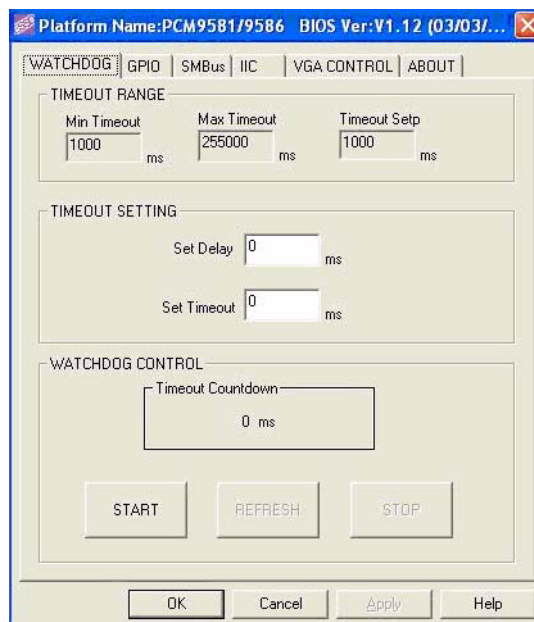 Platform Name:PCM9581/9586 BIOS Ver:V1.12 (03/03/...
WATCHDOG GPIO SMBus IIC VGA CONTROL ABOUT
TIMEOUT RANGE
Min Timeout Max Timeout Timeout Setp
1000 ms 255000 ms 1000 ms
TIMEOUT SETTING
Set Delay 0 ms
Set Timeout 0 ms
WATCHDOG CONTROL
Timeout Countdown
0 ms
START REFRESH STOP
OK Cancel Apply Help